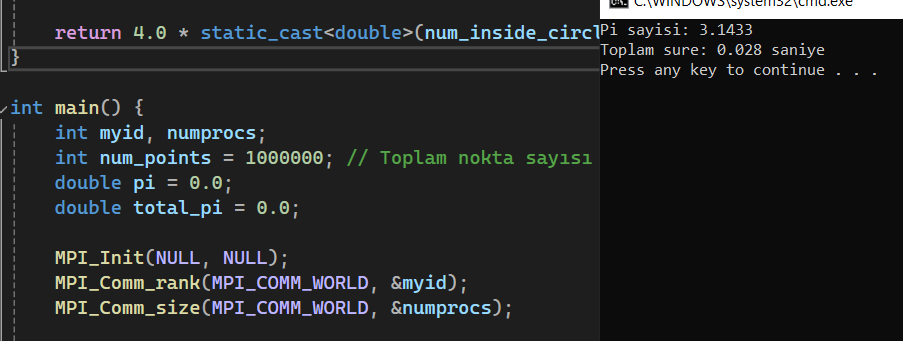 return 4.0 * static_cast<double>(num_inside_circl
}
int main() {
int myid, numprocs;
int num_points = 1000000; // Toplam nokta sayısı
double pi = 0.0;
double total_pi = 0.0;
MPI_Init(NULL, NULL);
MPI_Comm_rank(MPI_COMM_WORLD, &myid);
MPI_Comm_size(MPI_COMM_WORLD, &numprocs);
C:\WINDOWS\system32\cmd.exe
Pi sayisi: 3.1433
Toplam sure: 0.028 saniye
Press any key to continue . . .